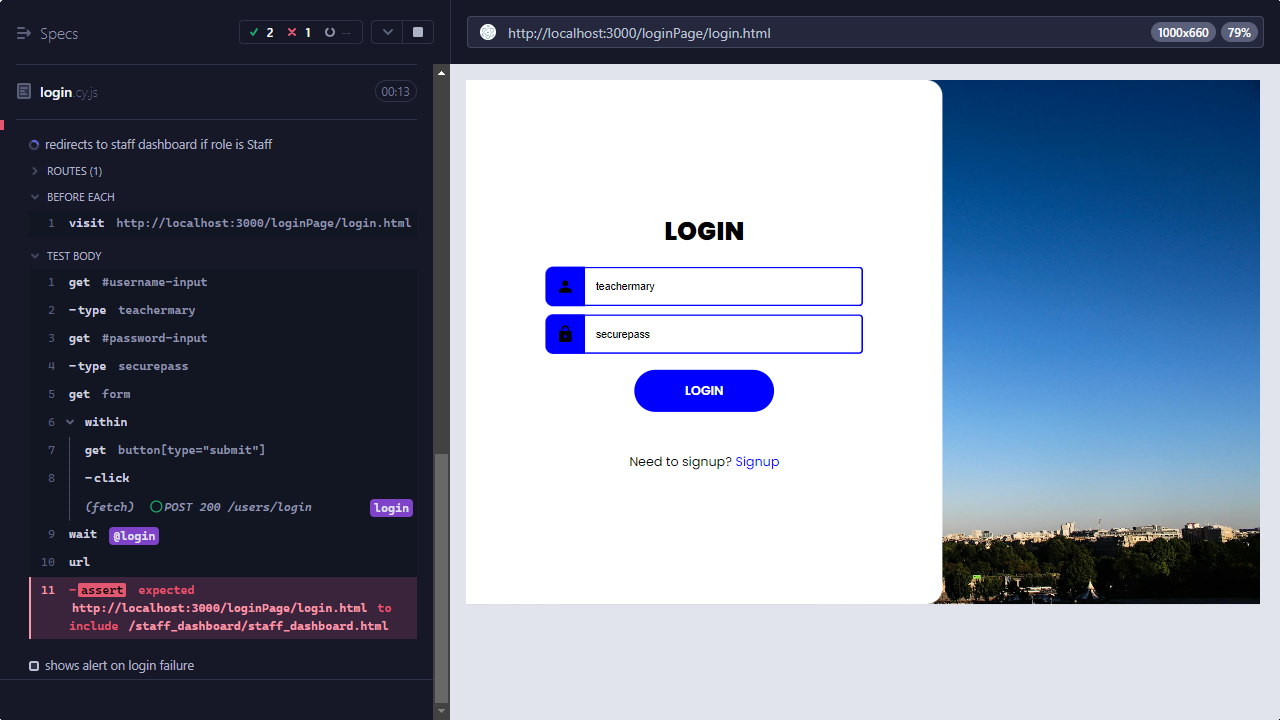 Specs
2
1
--
login cy.js
00:13
redirects to staff dashboard if role is Staff
ROUTES (1)
BEFORE EACH
1 visit http://localhost:3000/loginPage/login.html
TEST BODY
1 get #username-input
2 -type teachermary
3 get #password-input
4 -type securepass
5 get form
6 within
7 get button[type="submit"]
8 -click
(fetch) POST 200 /users/login login
9 wait @login
10 url
11 -assert expected
http://localhost:3000/loginPage/login.html to
include /staff_dashboard/staff_dashboard.html
shows alert on login failure
http://localhost:3000/loginPage/login.html
1000x660
79%
LOGIN
teachermary
securepass
LOGIN
Need to signup? Signup